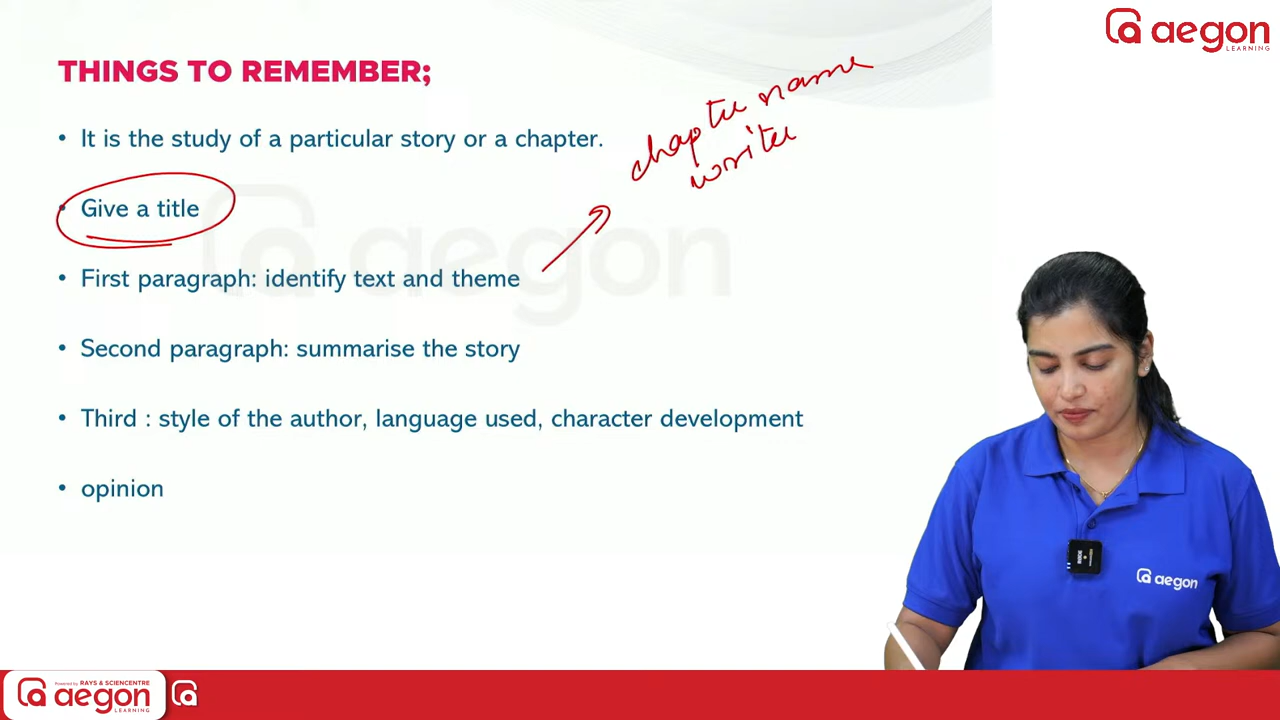 aegon
LEARNING
THINGS TO REMEMBER;
• It is the study of a particular story or a chapter.
chapter name
writer
• Give a title
aegon
• First paragraph: identify text and theme
• Second paragraph: summarise the story
• Third : style of the author, language used, character development
• opinion
aegon
Powered by RAYS & SCIENCENTRE
aegon
LEARNING